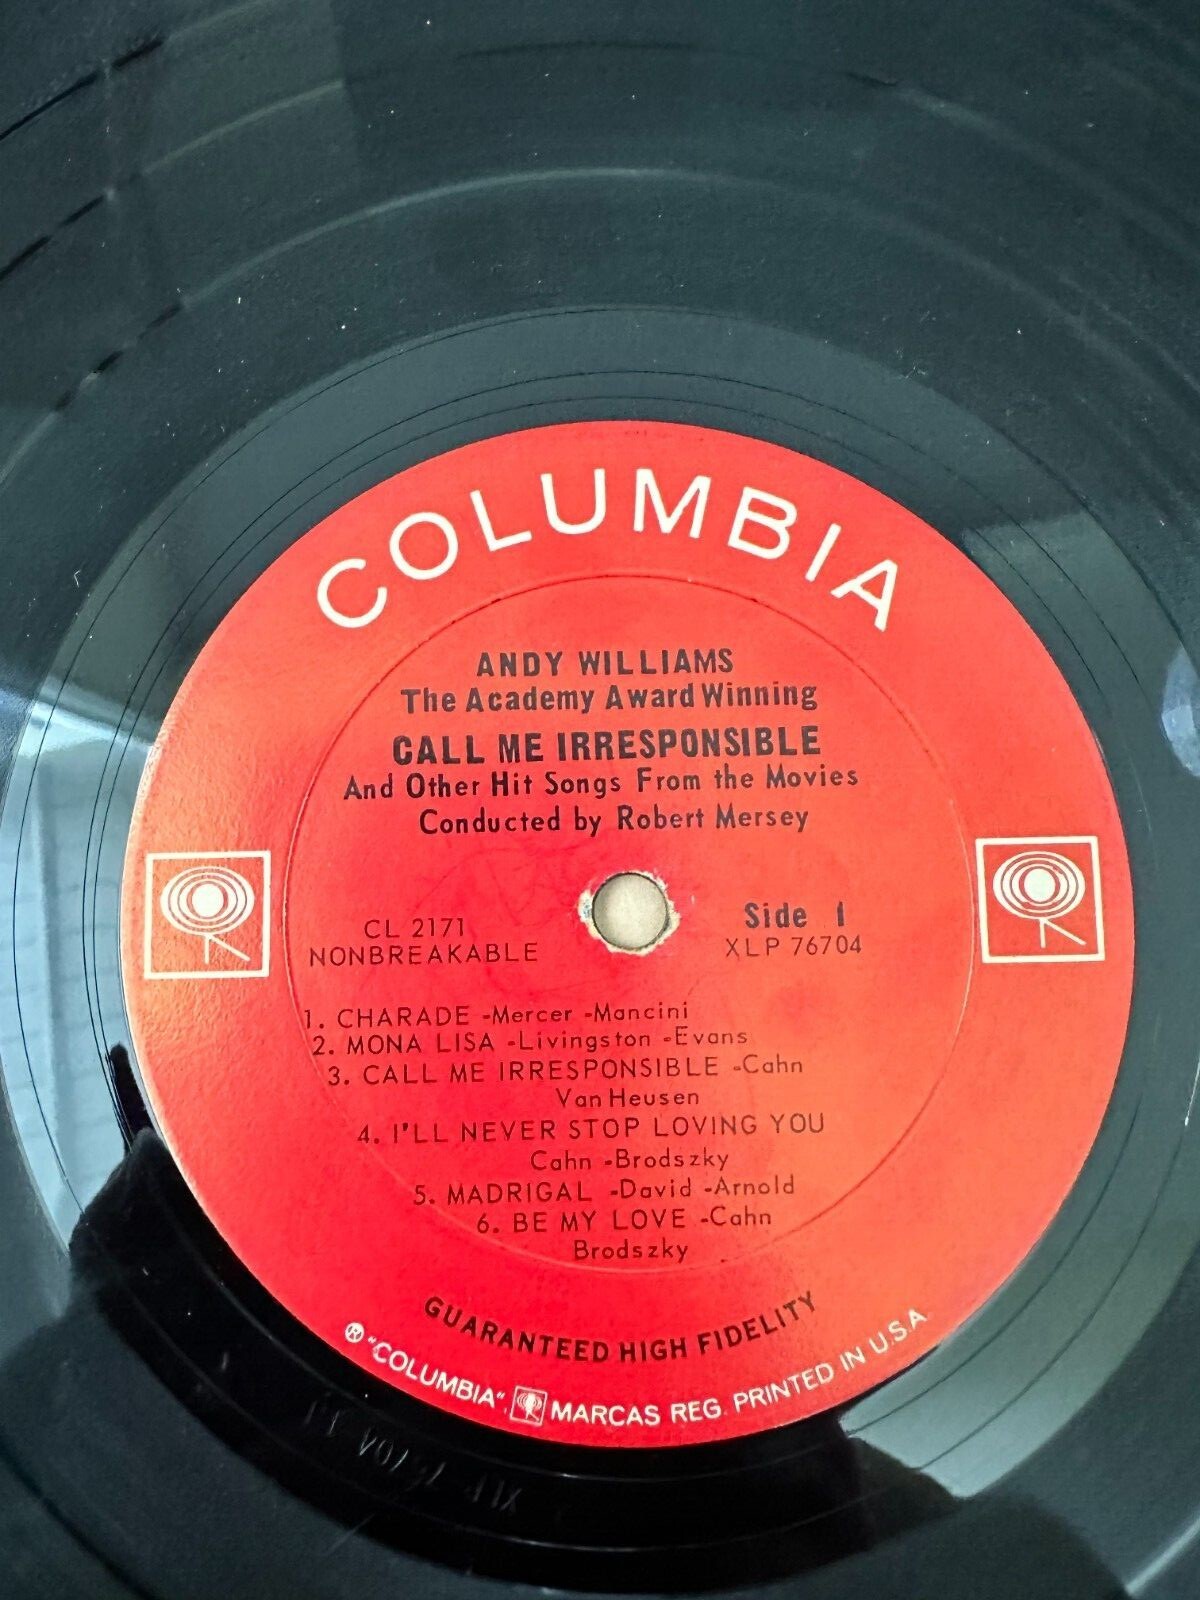 COLUMBIA
ANDY WILLIAMS
The Academy Award Winning
CALL ME IRRESPONSIBLE
And Other Hit Songs From the Movies
Conducted by Robert Mersey
CL 2171
NONBREAKABLE
Side 1
XLP 76704
1. CHARADE -Mercer -Mancini
2. MONA LISA -Livingston -Evans
3. CALL ME IRRESPONSIBLE -Cahn
Van Heusen
4. I'LL NEVER STOP LOVING YOU
Cahn -Brodszky
5. MADRIGAL -David -Arnold
6. BE MY LOVE -Cahn
Brodszky
GUARANTEED HIGH FIDELITY
® "COLUMBIA", MARCAS REG. PRINTED IN U.S.A.